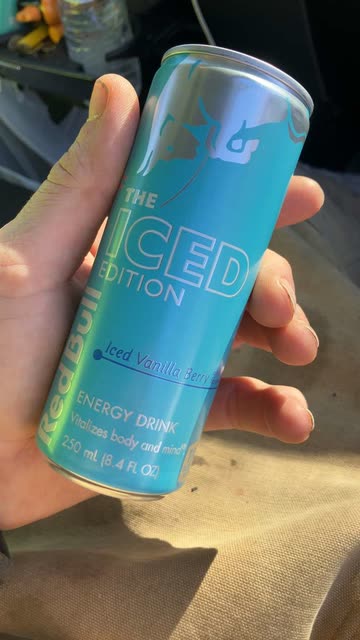 THE
ICED
EDITION
Red Bull
Iced Vanilla Berry
ENERGY DRINK
Vitalizes body and mind®
250 mL (8.4 FL OZ)